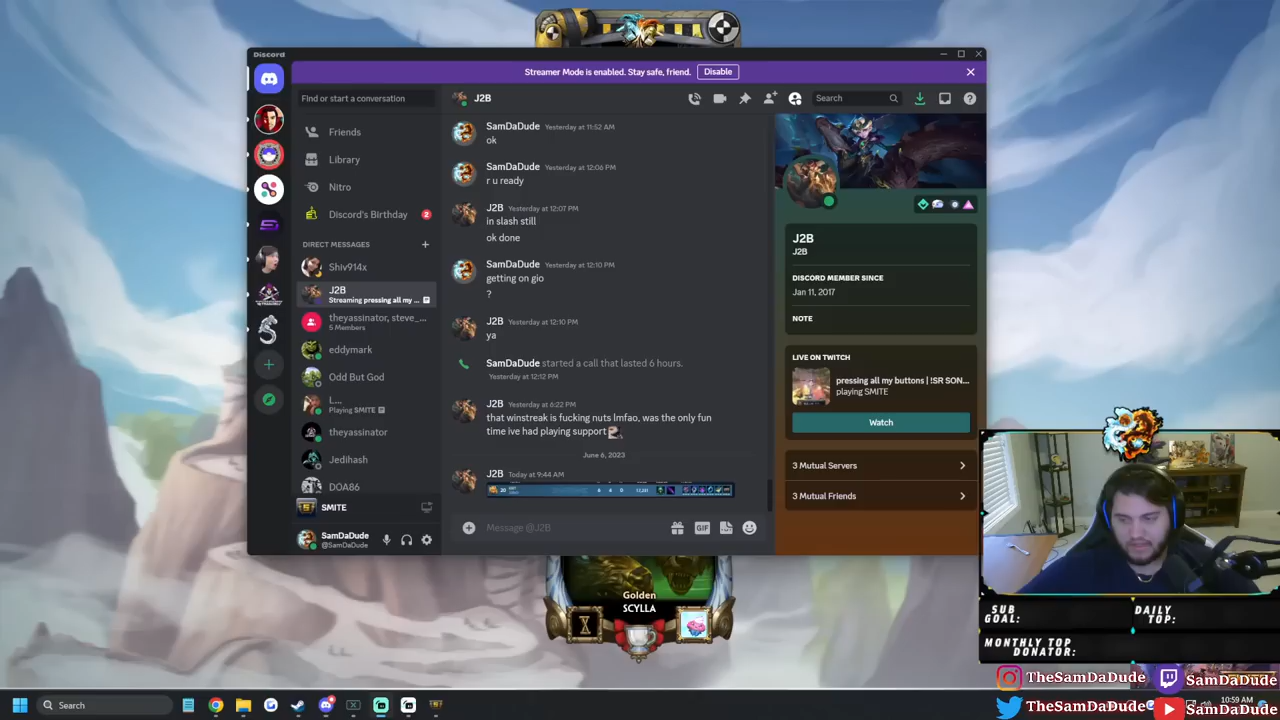 Discord
Streamer Mode is enabled. Stay safe, friend.
Disable
Find or start a conversation
J2B
Search
Friends
Library
Nitro
Discord's Birthday
2
DIRECT MESSAGES
Shiv914x
J2B
Streaming pressing all my ...
theyassinator, steve_...
5 Members
eddymark
Odd But God
L...
Playing SMITE
theyassinator
Jedihash
DOA86
SMITE
SamDaDude
@SamDaDude
SamDaDude Yesterday at 11:52 AM
ok
SamDaDude Yesterday at 12:06 PM
r u ready
J2B Yesterday at 12:07 PM
in slash still
ok done
SamDaDude Yesterday at 12:10 PM
getting on gio
?
J2B Yesterday at 12:10 PM
ya
SamDaDude started a call that lasted 6 hours.
Yesterday at 12:12 PM
J2B Yesterday at 6:22 PM
that winstreak is fucking nuts lmfao, was the only fun
time ive had playing support
June 6, 2023
J2B Today at 9:44 AM
Message @J2B
GIF
J2B
J2B
DISCORD MEMBER SINCE
Jan 11, 2017
NOTE
LIVE ON TWITCH
pressing all my buttons | !SR SON...
playing SMITE
Watch
3 Mutual Servers
3 Mutual Friends
Golden
SCYLLA
X
SUB
GOAL:
DAILY
TOP:
MONTHLY TOP
DONATOR:
TheSamDaDude
SamDaDude
TheSamDaDude
SamDaDude
Search
10:59 AM